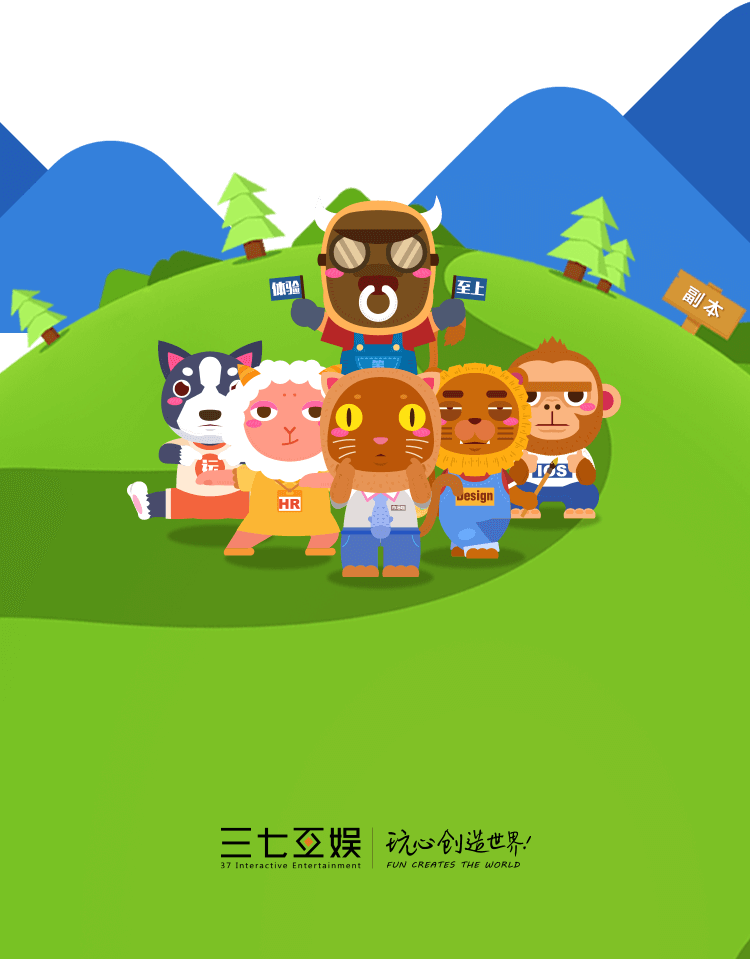 体验
至上
副本
HR
Design
IOS
三七互娱
37 Interactive Entertainment
玩心创造世界!
FUN CREATES THE WORLD